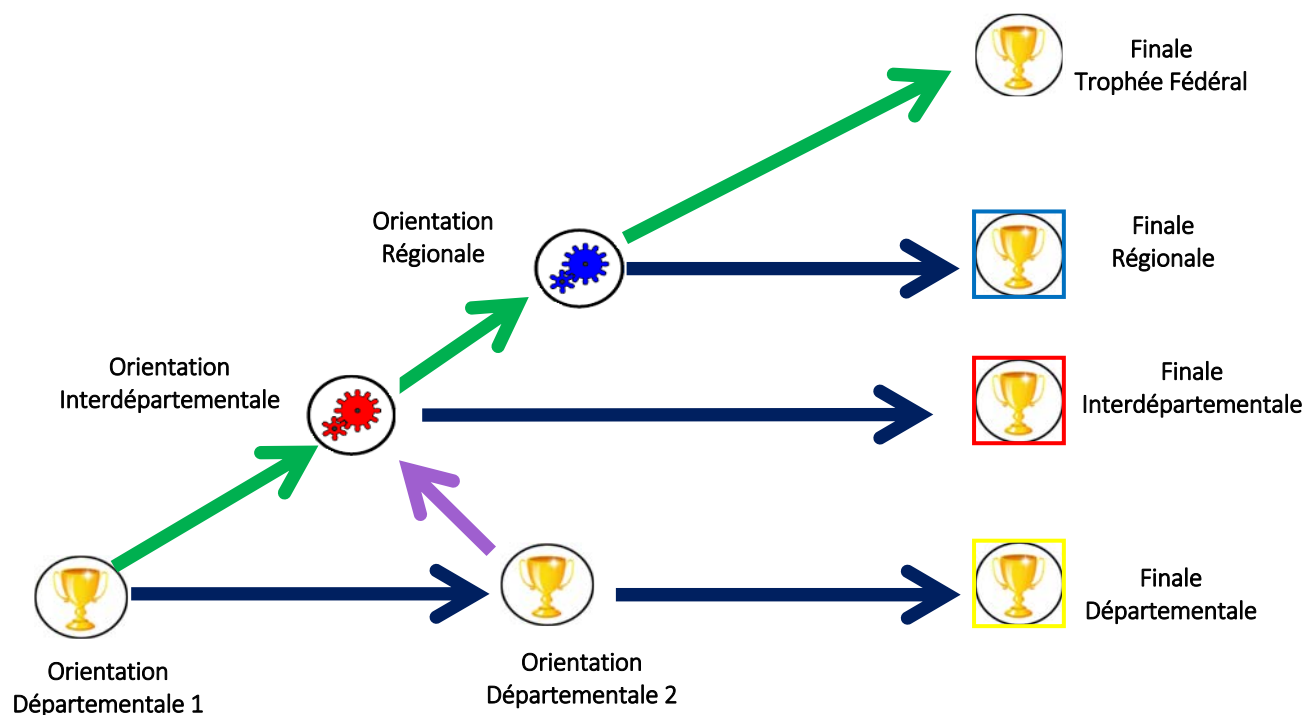 Finale
Trophée Fédéral
Orientation
Régionale
Finale
Régionale
Orientation
Interdépartementale
Finale
Interdépartementale
Finale
Départementale
Orientation
Départementale 1
Orientation
Départementale 2